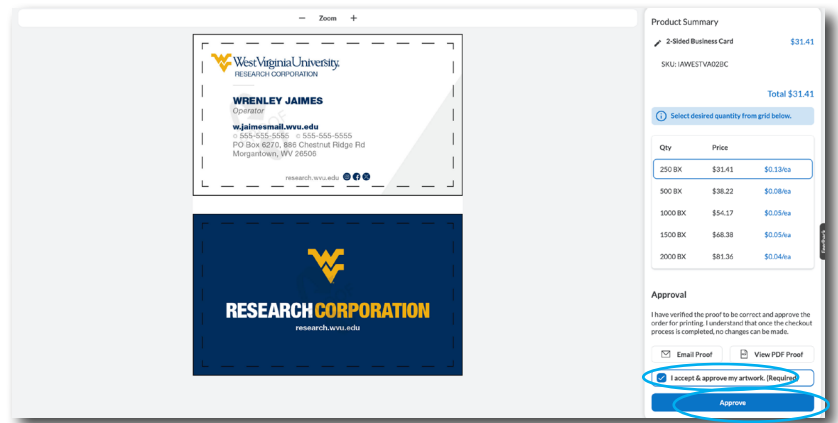 − Zoom +
West Virginia University.
RESEARCH CORPORATION
WRENLEY JAIMES
Operator
w.jaimesmail.wvu.edu
o 555-555-5555 c 555-555-5555
PO Box 6270, 886 Chestnut Ridge Rd
Morgantown, WV 26506
research.wvu.edu
RESEARCH CORPORATION
research.wvu.edu
Product Summary
2-Sided Business Card $31.41
SKU: IAWESTVA02BC
Total $31.41
Select desired quantity from grid below.
Qty Price
250 BX $31.41 $0.13/ea
500 BX $38.22 $0.08/ea
1000 BX $54.17 $0.05/ea
1500 BX $68.38 $0.05/ea
2000 BX $81.36 $0.04/ea
Feedback
Approval
I have verified the proof to be correct and approve the
order for printing. I understand that once the checkout
process is completed, no changes can be made.
Email Proof View PDF Proof
I accept & approve my artwork. (Required)
Approve